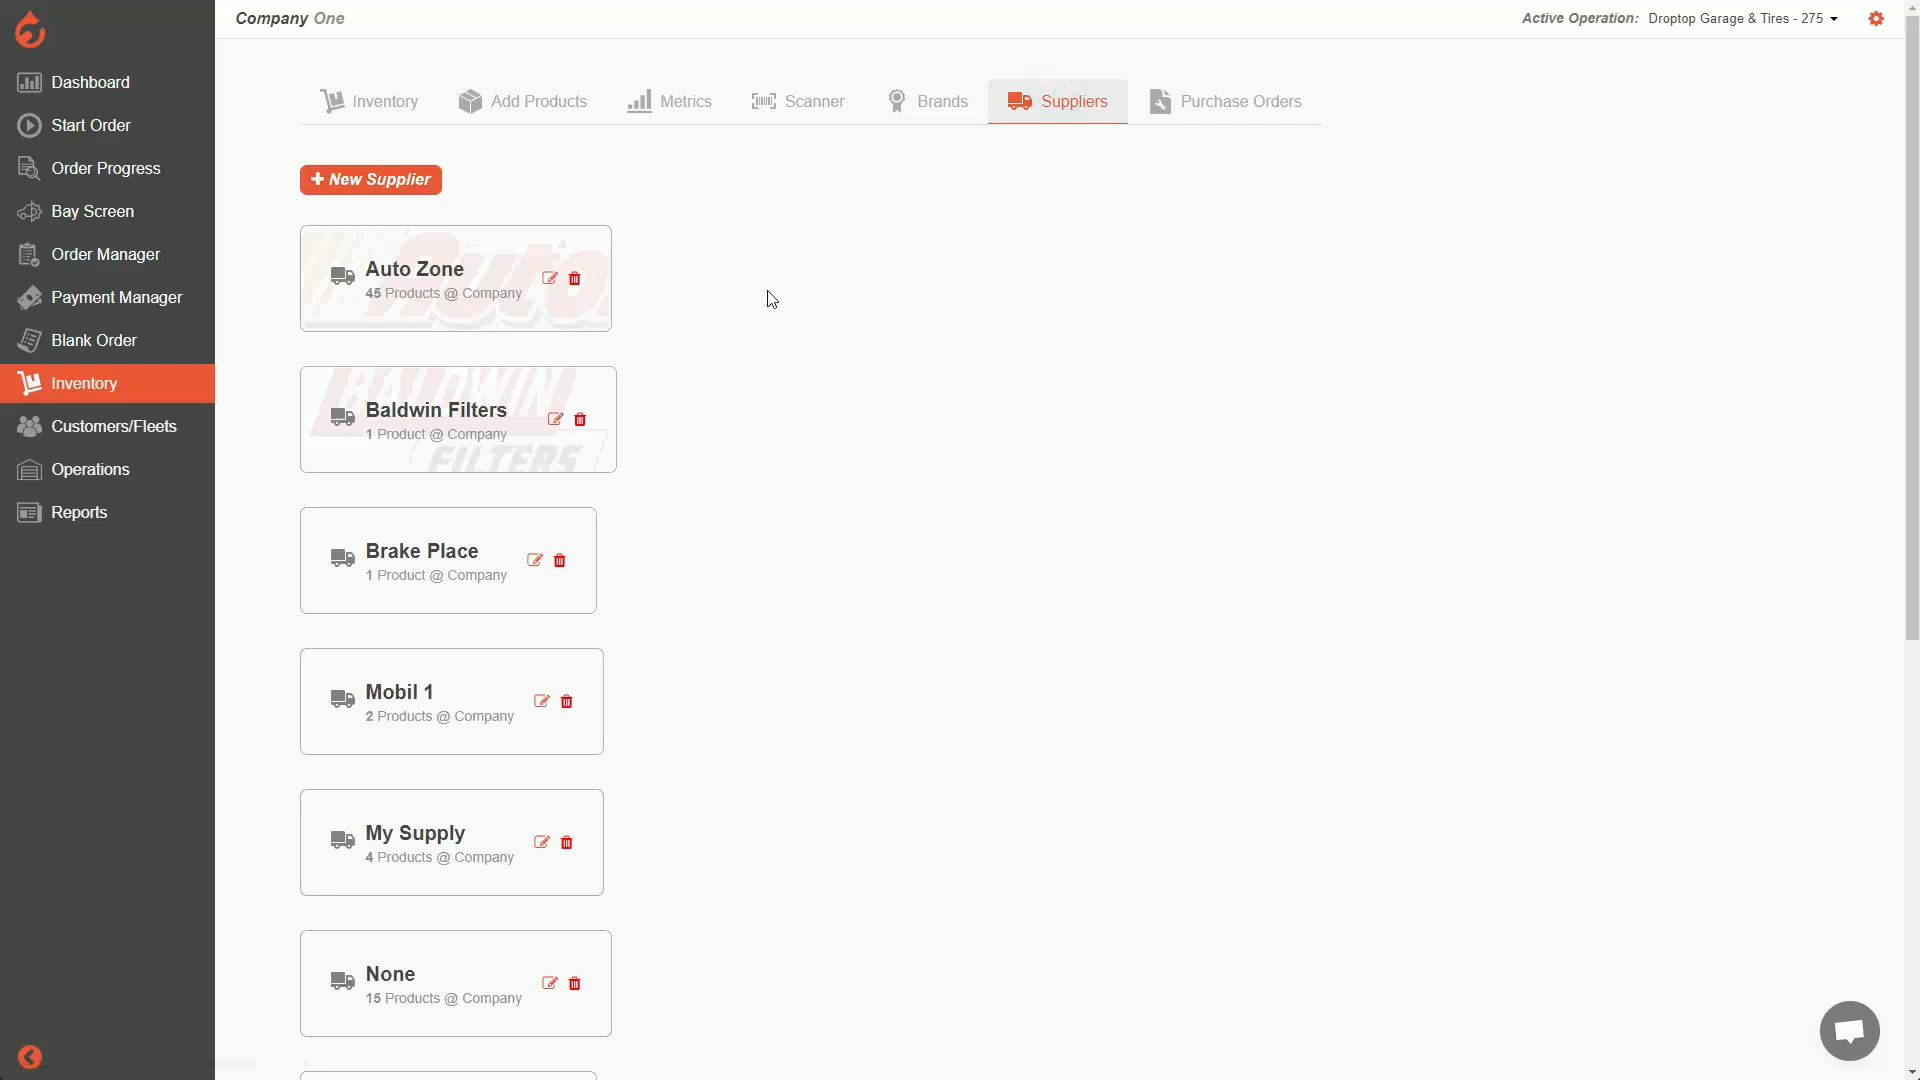 Company One
Active Operation: Droptop Garage & Tires - 275
Dashboard
Start Order
Order Progress
Bay Screen
Order Manager
Payment Manager
Blank Order
Inventory
Customers/Fleets
Operations
Reports
Inventory
Add Products
Metrics
Scanner
Brands
Suppliers
Purchase Orders
+ New Supplier
Auto
Auto Zone
45 Products @ Company
BALDWIN
Baldwin Filters
1 Product @ Company
FILTERS
Brake Place
1 Product @ Company
Mobil 1
2 Products @ Company
My Supply
4 Products @ Company
None
15 Products @ Company